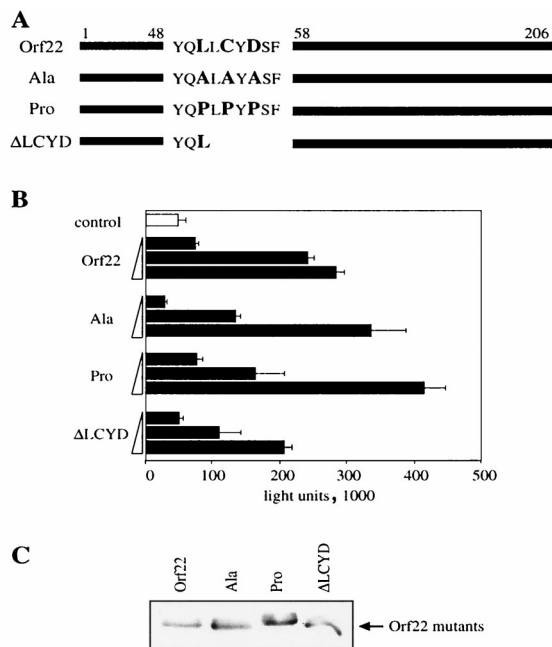 A
1 48 58 206
Orf22 YQLLCYDSF
Ala YQALAYASF
Pro YQPLPYPSF
ΔLCYD YQL
B
control
Orf22
Ala
Pro
ΔLCYD
0 100 200 300 400 500
light units, 1000
C
Orf22 Ala Pro ΔLCYD
Orf22 mutants